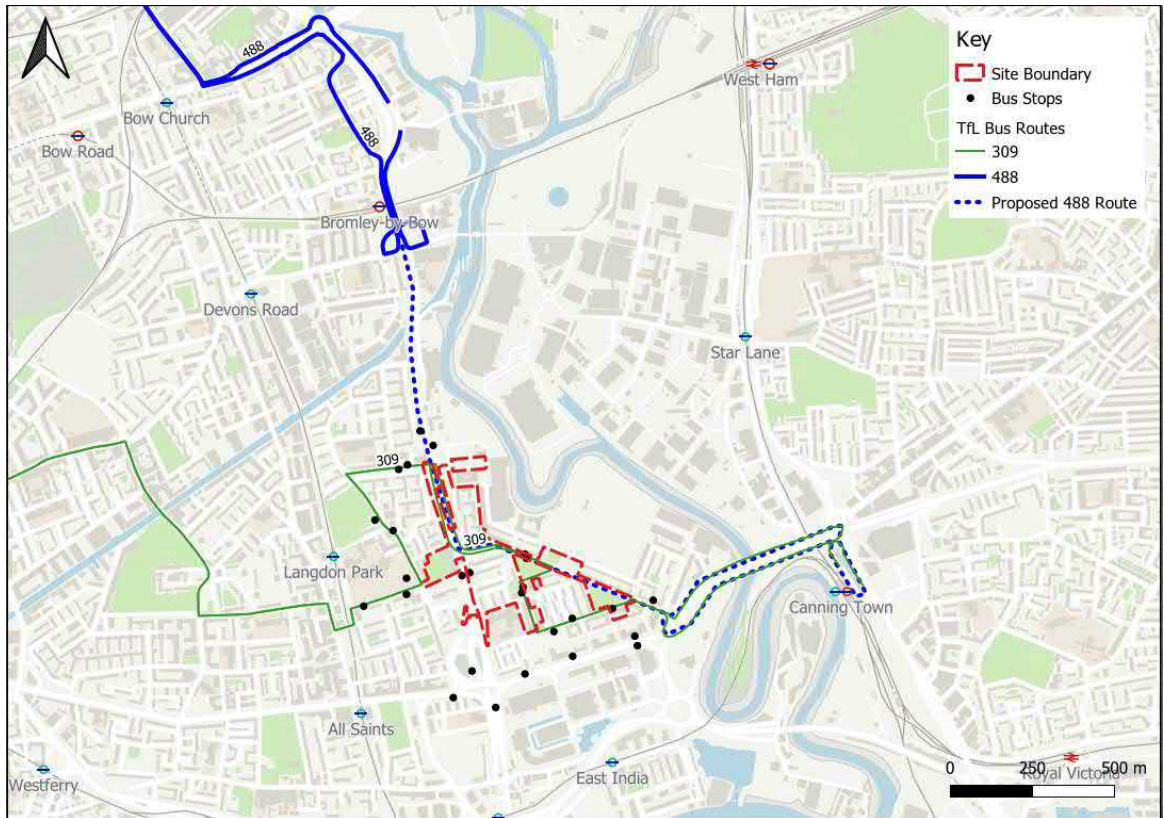 488
488
West Ham
Bow Church
Bow Road
Bromley-by-Bow
Devons Road
Star Lane
309
309
Langdon Park
Canning Town
All Saints
Westferry
East India
Royal Victoria
Key
Site Boundary
Bus Stops
TfL Bus Routes
309
488
Proposed 488 Route
0 250 500 m